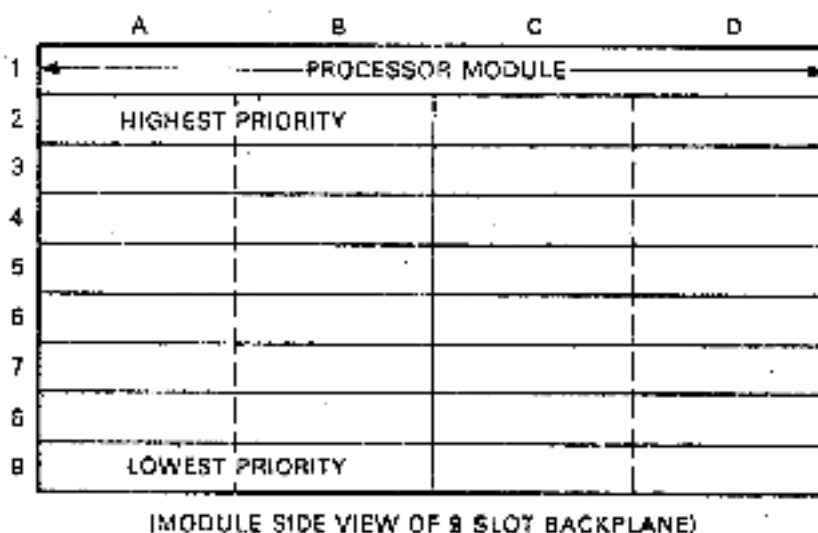 A B C D
1 PROCESSOR MODULE
2 HIGHEST PRIORITY
3
4
5
6
7
8
9 LOWEST PRIORITY
(MODULE SIDE VIEW OF 9 SLOT BACKPLANE)